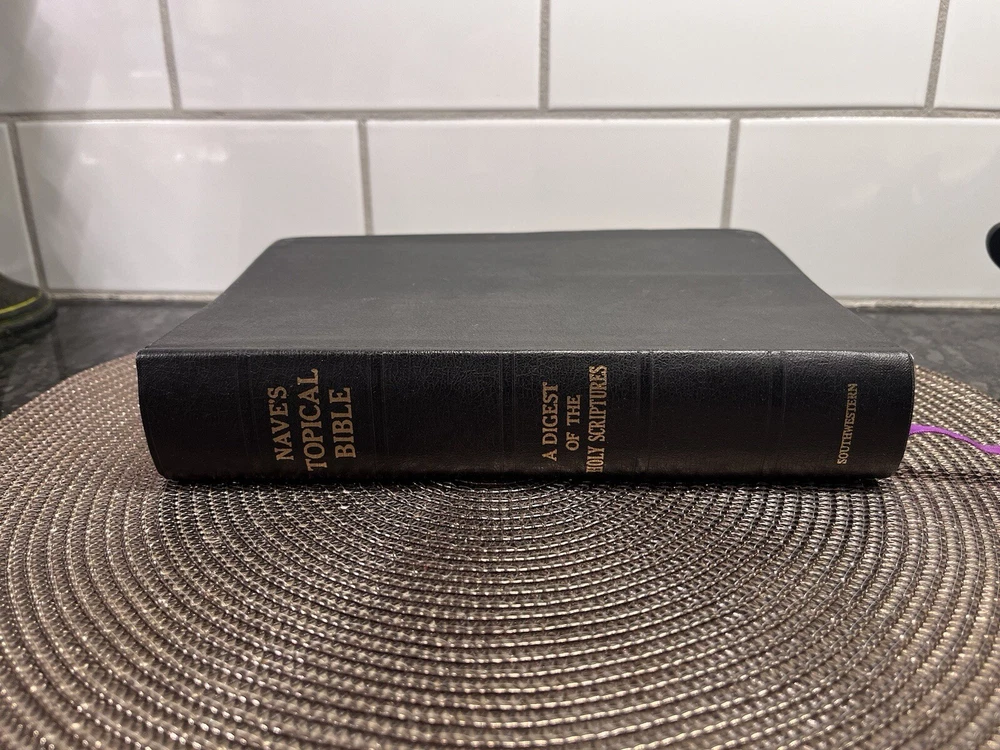 NAVE'S
TOPICAL
BIBLE
A DIGEST
OF THE
HOLY SCRIPTURES
SOUTHWESTERN